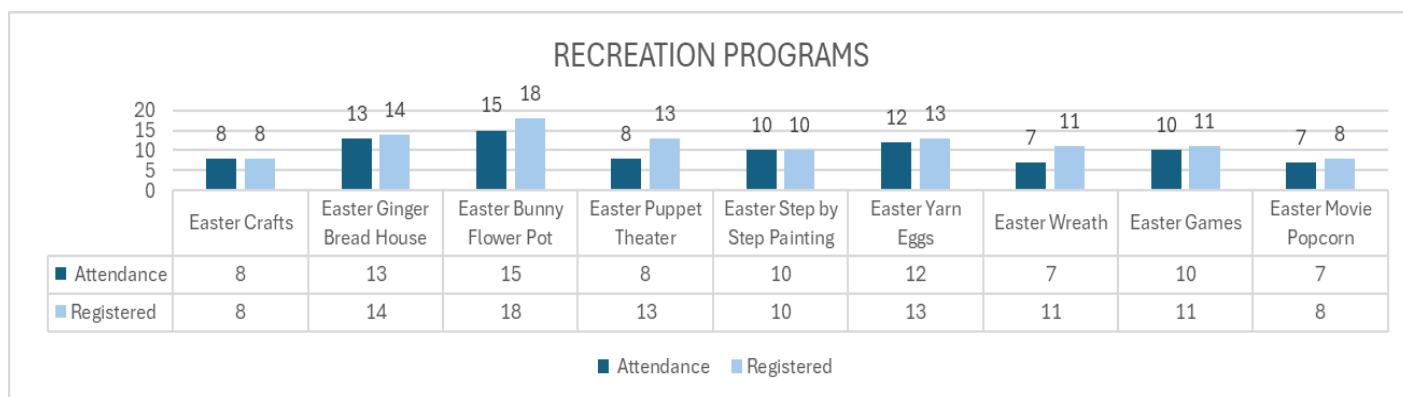 RECREATION PROGRAMS
20
15
10
5
0
8 8 13 14 15 18 8 13 10 10 12 13 7 11 10 11 7 8
Easter Crafts
Easter Ginger
Bread House
Easter Bunny
Flower Pot
Easter Puppet
Theater
Easter Step by
Step Painting
Easter Yarn
Eggs
Easter Wreath
Easter Games
Easter Movie
Popcorn
Attendance 8 13 15 8 10 12 7 10 7
Registered 8 14 18 13 10 13 11 11 8
Attendance Registered